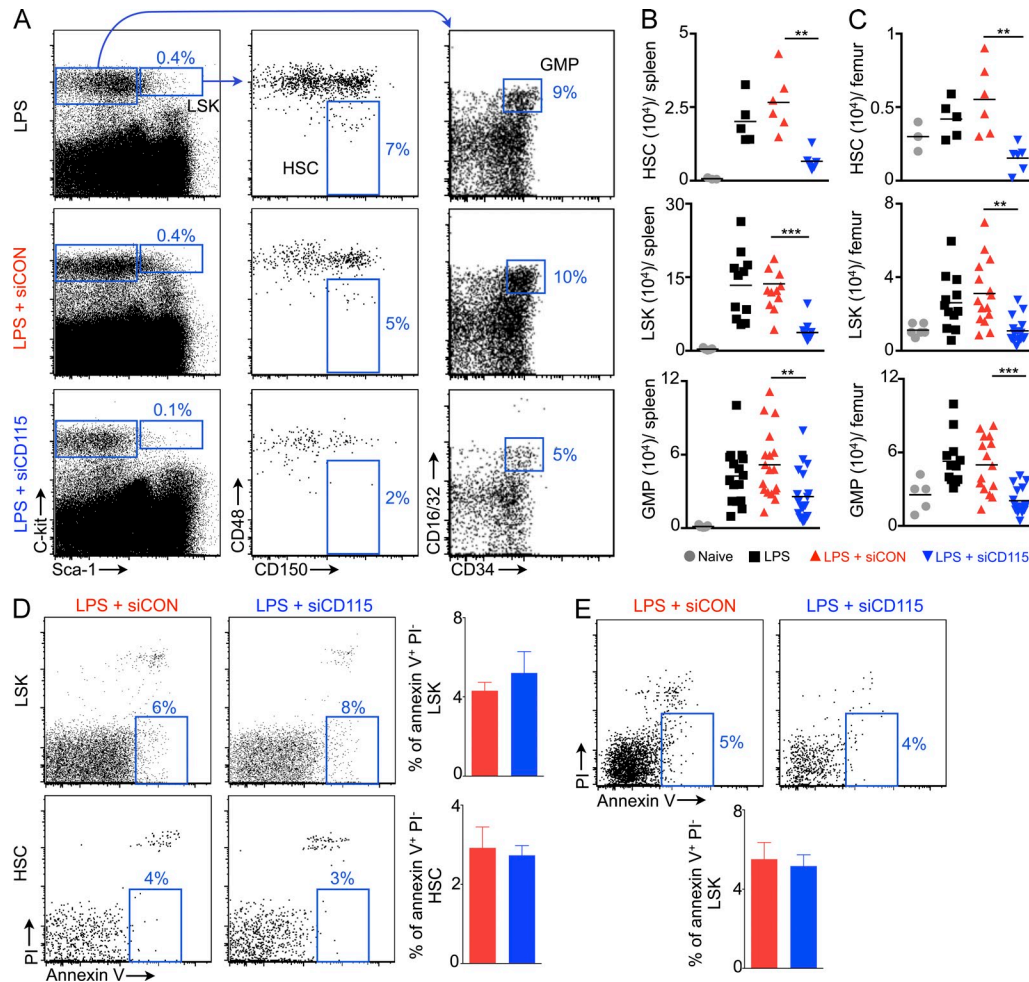 A
B
C
LPS
0.4%
LSK
HSC
7%
GMP
9%
LPS + siCON
0.4%
5%
10%
LPS + siCD115
0.1%
2%
5%
C-kit
Sca-1
CD48
CD150
CD16/32
CD34
HSC (10⁴)/ spleen
5
2.5
0
**
HSC (10⁴)/ femur
1
0.5
0
**
LSK (10⁴)/ spleen
30
15
0
***
LSK (10⁴)/ femur
8
4
0
**
GMP (10⁴)/ spleen
12
6
0
**
GMP (10⁴)/ femur
12
6
0
***
Naive LPS LPS + siCON LPS + siCD115
D
LPS + siCON LPS + siCD115
LSK
6%
8%
% of annexin V⁺ PI⁻
LSK
8
4
0
HSC
4%
3%
PI
Annexin V
% of annexin V⁺ PI⁻
HSC
4
2
0
E
LPS + siCON LPS + siCD115
5%
4%
PI
Annexin V
% of annexin V⁺ PI⁻
LSK
8
4
0